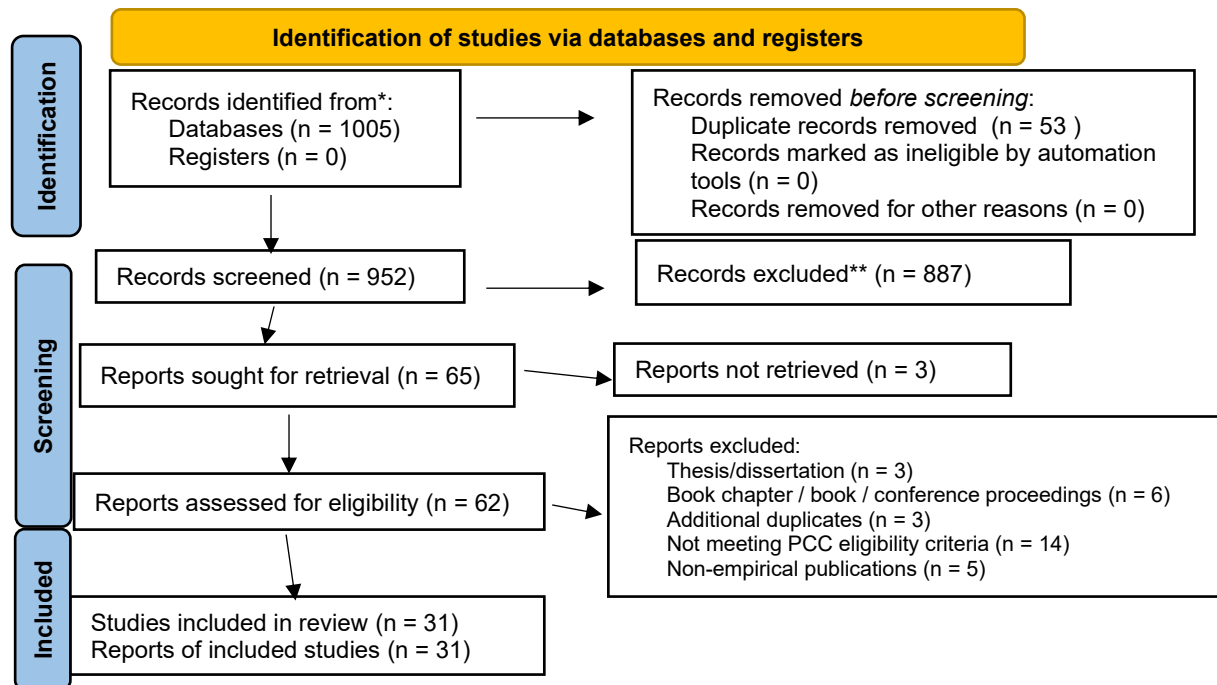 Identification of studies via databases and registers
Identification
Records identified from*:
Databases (n = 1005)
Registers (n = 0)
Records removed before screening:
Duplicate records removed (n = 53 )
Records marked as ineligible by automation
tools (n = 0)
Records removed for other reasons (n = 0)
Screening
Records screened (n = 952)
Records excluded** (n = 887)
Reports sought for retrieval (n = 65)
Reports not retrieved (n = 3)
Reports assessed for eligibility (n = 62)
Reports excluded:
Thesis/dissertation (n = 3)
Book chapter / book / conference proceedings (n = 6)
Additional duplicates (n = 3)
Not meeting PCC eligibility criteria (n = 14)
Non-empirical publications (n = 5)
Included
Studies included in review (n = 31)
Reports of included studies (n = 31)